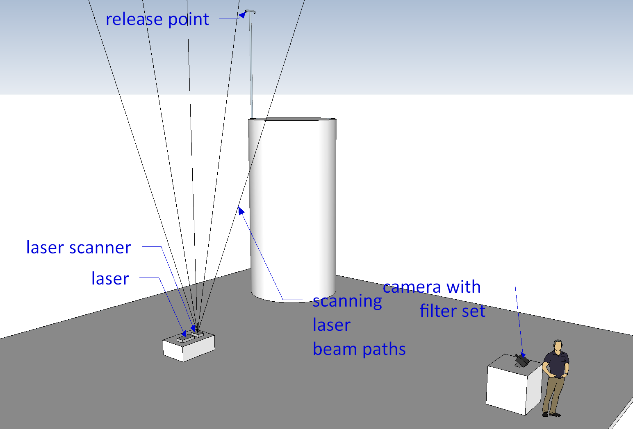 release point
laser scanner
laser
camera with
filter set
scanning
laser
beam paths